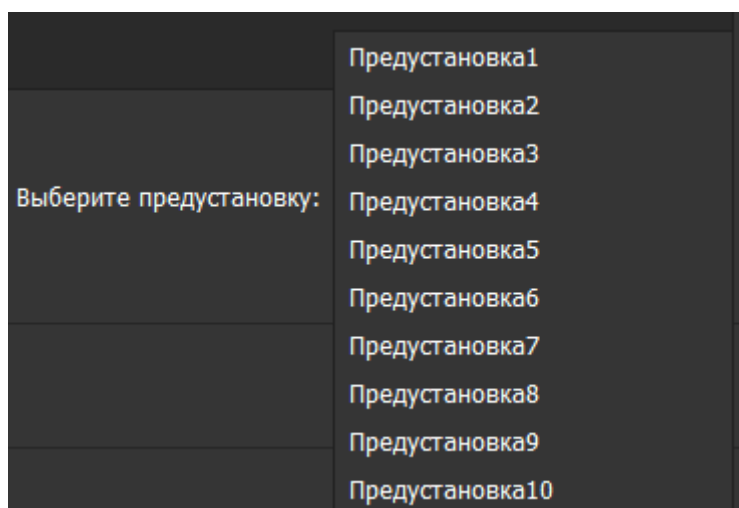 Предустановка1
Предустановка2
Предустановка3
Выберите предустановку:
Предустановка4
Предустановка5
Предустановка6
Предустановка7
Предустановка8
Предустановка9
Предустановка10